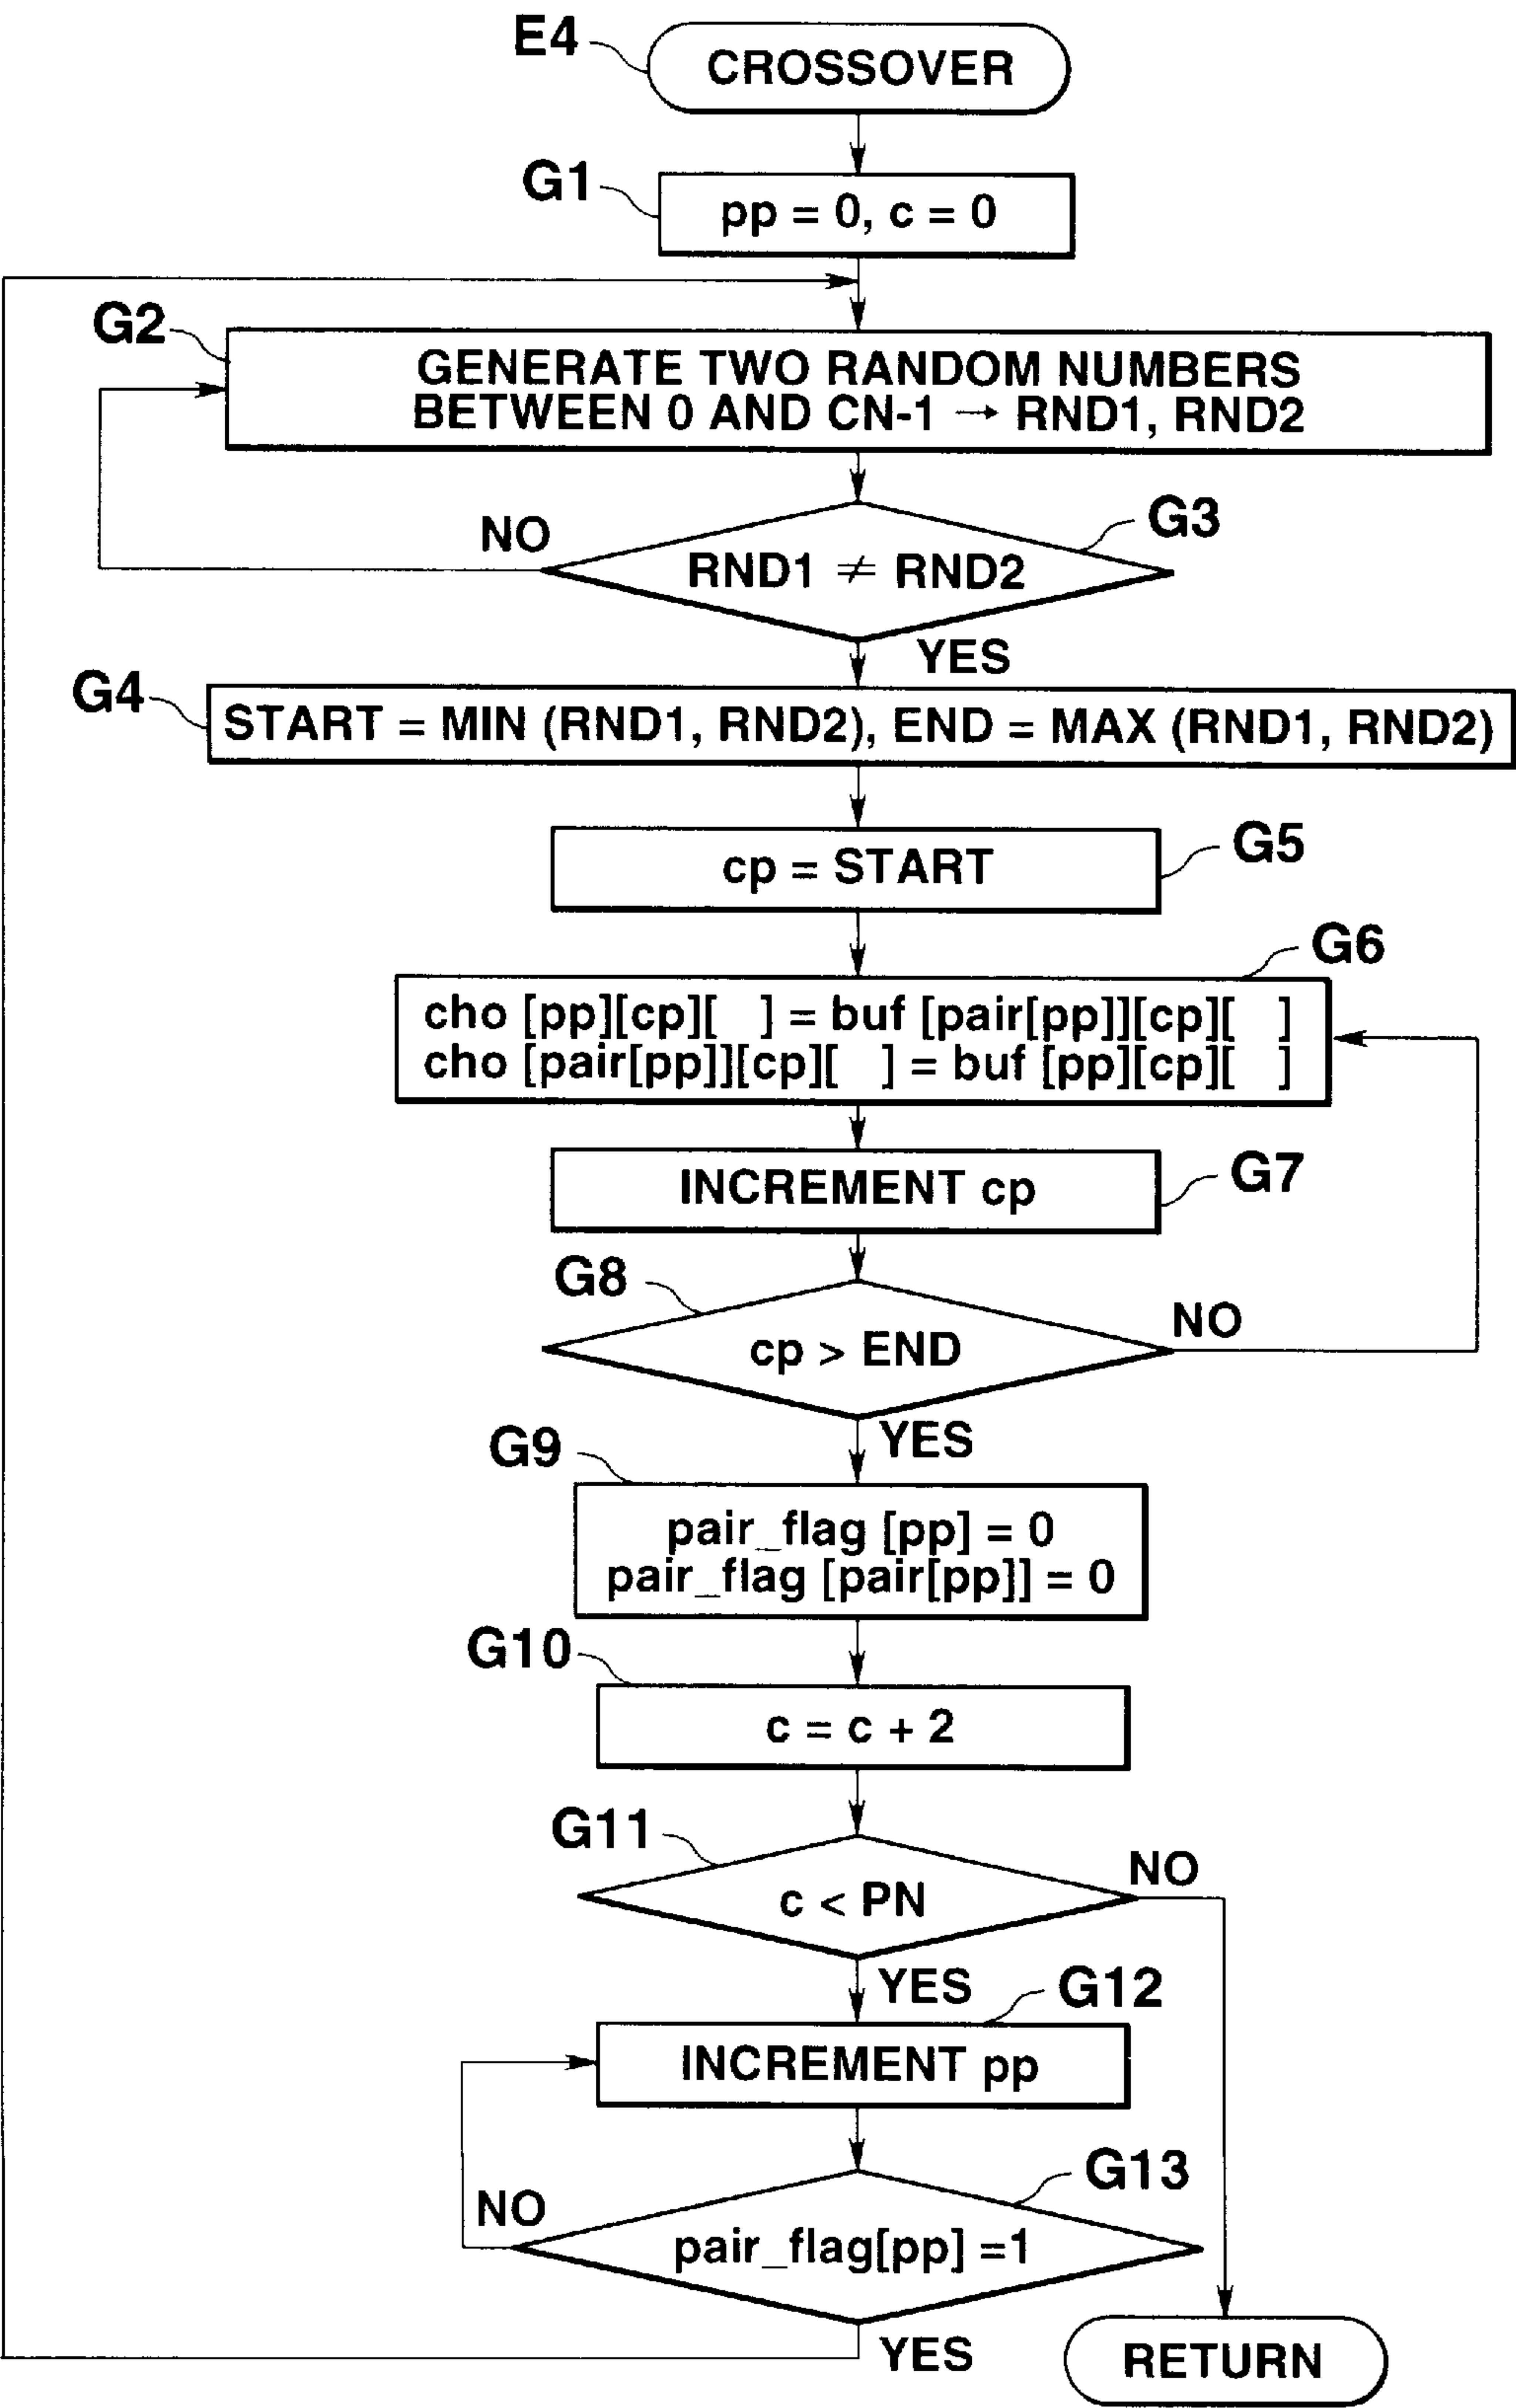 E4
CROSSOVER
G1
pp = 0, c = 0
G2
GENERATE TWO RANDOM NUMBERS
BETWEEN 0 AND CN-1 → RND1, RND2
G3
NO
RND1 ≠ RND2
YES
G4
START = MIN (RND1, RND2), END = MAX (RND1, RND2)
G5
cp = START
G6
cho [pp][cp][ ] = buf [pair[pp]][cp][ ]
cho [pair[pp]][cp][ ] = buf [pp][cp][ ]
G7
INCREMENT cp
G8
NO
cp > END
YES
G9
pair_flag [pp] = 0
pair_flag [pair[pp]] = 0
G10
c = c + 2
G11
NO
c < PN
YES
G12
INCREMENT pp
G13
NO
pair_flag[pp] =1
YES
RETURN